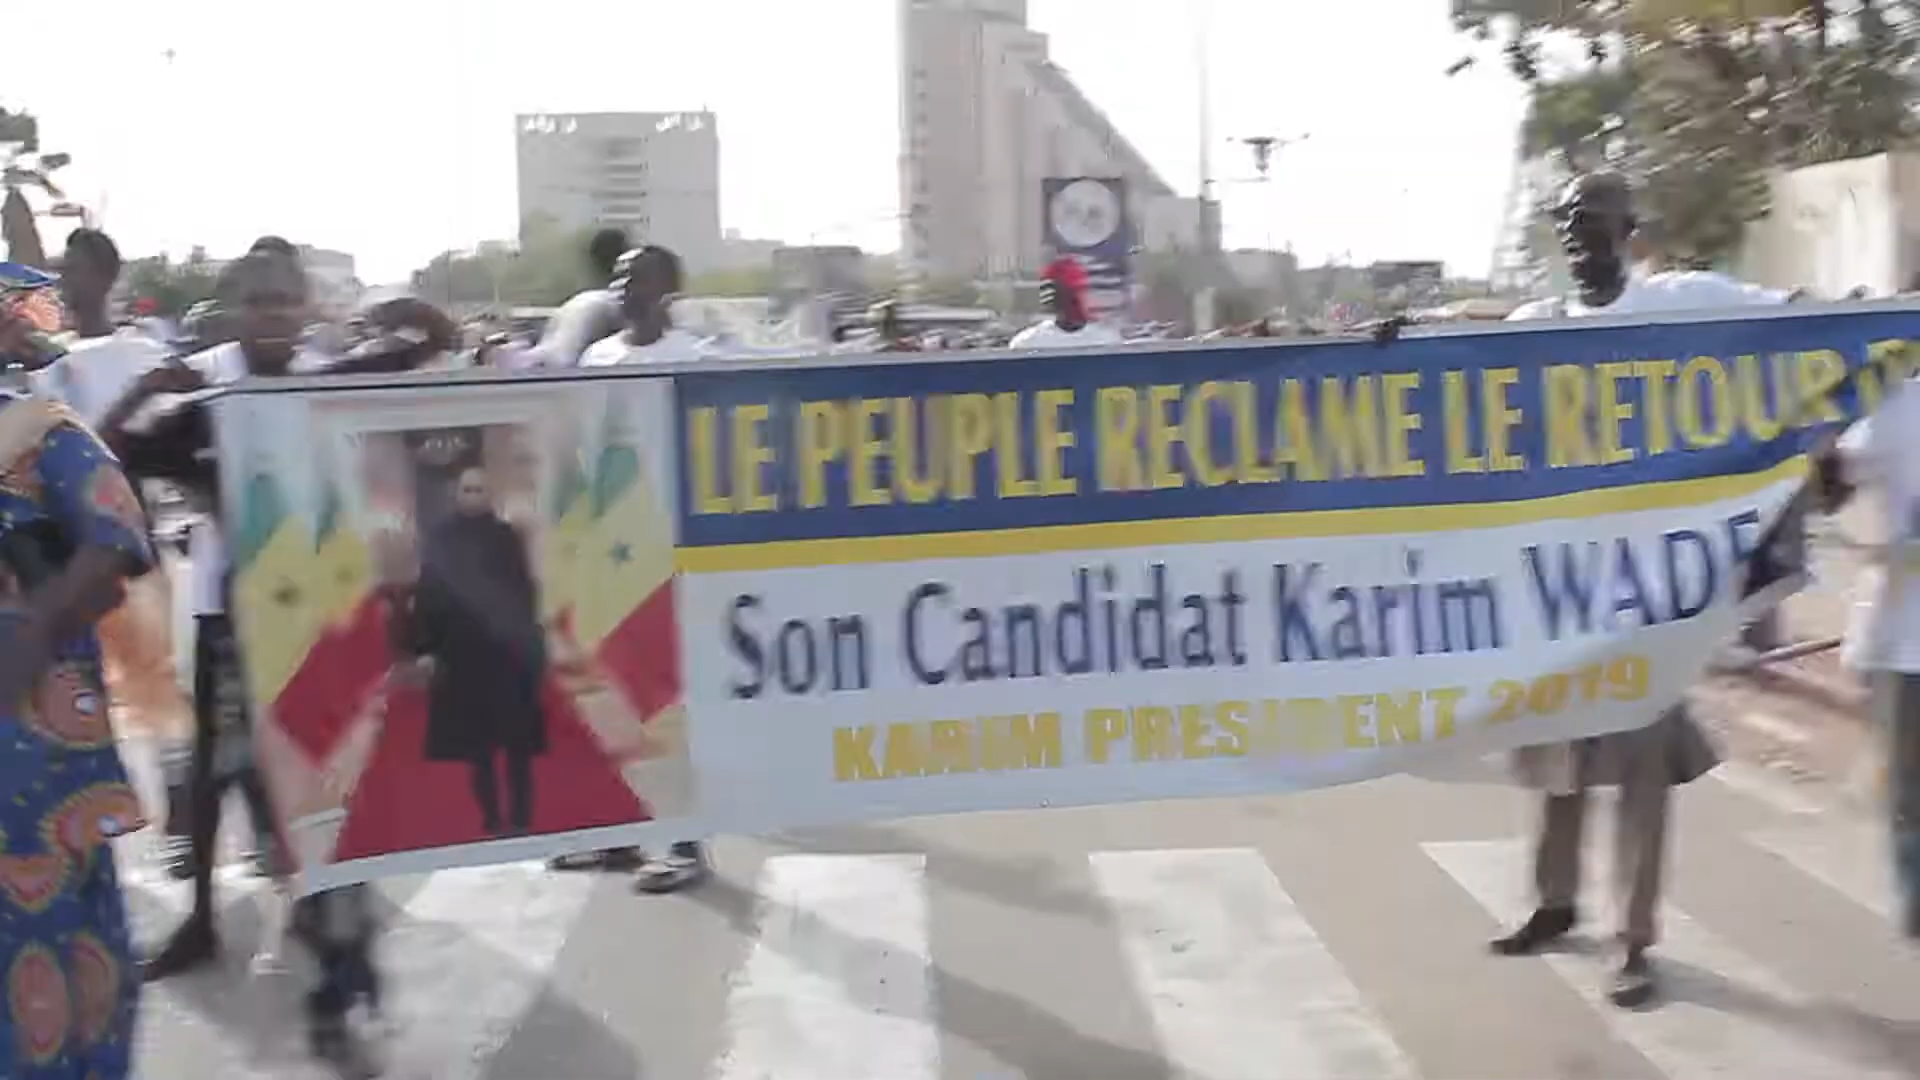 LE PEUPLE RECLAME LE RETOUR
Son Candidat Karim WADE
KARIM PRESIDENT 2019